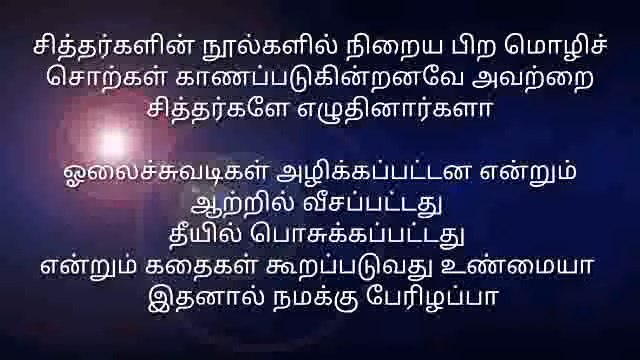 சித்தர்களின் நூல்களில் நிறைய பிற மொழிச்
சொற்கள் காணப்படுகின்றனவே அவற்றை
சித்தர்களே எழுதினார்களா
ஓலைச்சுவடிகள் அழிக்கப்பட்டன என்றும்
ஆற்றில் வீசப்பட்டது
தீயில் பொசுக்கப்பட்டது
என்றும் கதைகள் கூறப்படுவது உண்மையா
இதனால் நமக்கு பேரிழப்பா